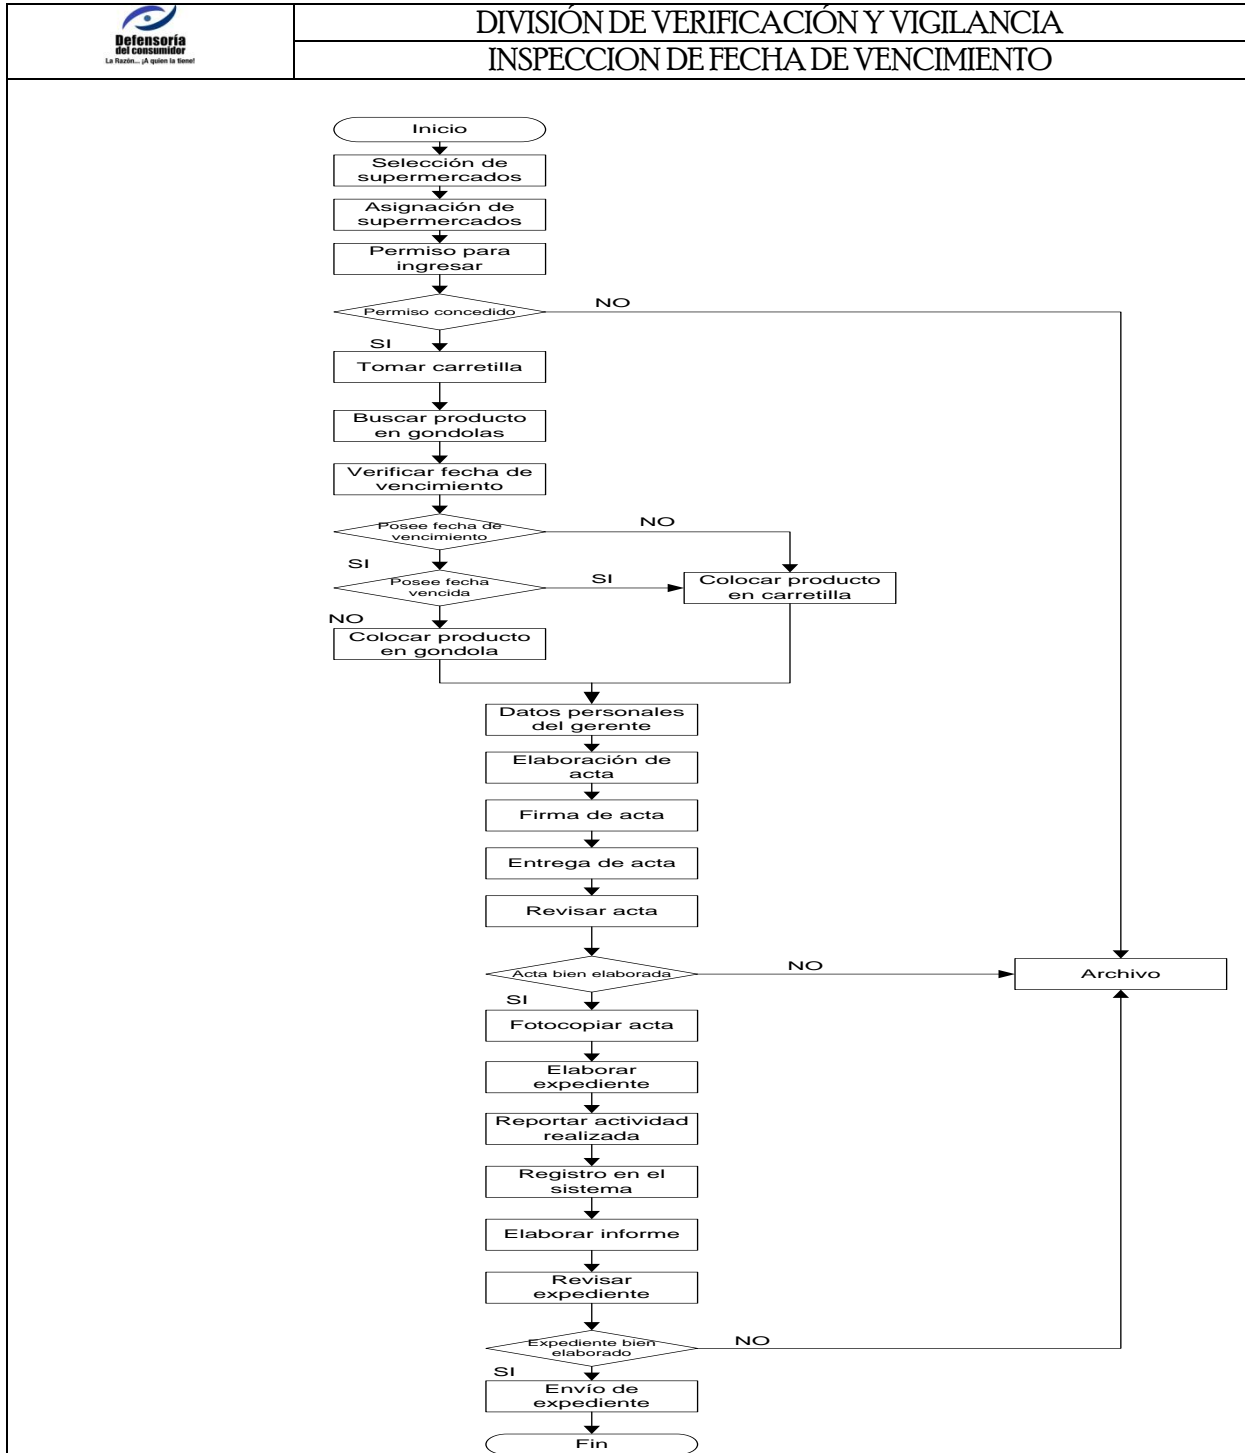 Defensoría
del consumidor
La Razón... ¡A quien la tiene!
DIVISIÓN DE VERIFICACIÓN Y VIGILANCIA
INSPECCION DE FECHA DE VENCIMIENTO
Inicio
Selección de
supermercados
Asignación de
supermercados
Permiso para
ingresar
Permiso concedido
NO
SI
Tomar carretilla
Buscar producto
en gondolas
Verificar fecha de
vencimiento
Posee fecha de
vencimiento
NO
SI
Posee fecha
vencida
SI
Colocar producto
en carretilla
NO
Colocar producto
en gondola
Datos personales
del gerente
Elaboración de
acta
Firma de acta
Entrega de acta
Revisar acta
Acta bien elaborada
NO
Archivo
SI
Fotocopiar acta
Elaborar
expediente
Reportar actividad
realizada
Registro en el
sistema
Elaborar informe
Revisar
expediente
Expediente bien
elaborado
NO
SI
Envío de
expediente
Fin